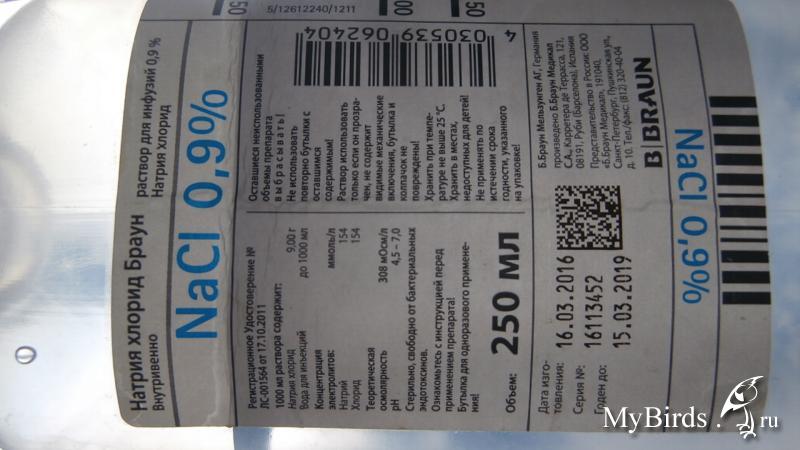 Натрия хлорид Браун
Внутривенно
раствор для инфузий 0,9 %
Натрия хлорид
NaCl 0,9%
Регистрационное Удостоверение №
ЛС-001564 от 17.10.2011
1000 мл раствора содержит:
Натрия хлорид 9,00 г
Вода для инъекций до 1000 мл
Концентрация
электролитов: ммоль/л
Натрий 154
Хлорид 154
Теоретическая
осмолярность 308 мОсм/л
pH 4,5 – 7,0
Стерильно, свободно от бактериальных
эндотоксинов.
Ознакомьтесь с инструкцией перед
применением препарата!
Бутылка для одноразового примене-
ния!
Объем: 250 мл
Оставшиеся неиспользованными
объемы препарата
выбрасывать!
Не использовать
повторно бутылки с
оставшимся
содержимым!
Раствор использовать
только если он прозра-
чен, не содержит
видимые механические
включения, бутылка и
колпачок не
повреждены!
Хранить при темпе-
ратуре не выше 25 °C.
Хранить в местах,
недоступных для детей!
Не применять по
истечении срока
годности, указанного
на упаковке!
5/12612240/1211
50
00
50
4 030539 062404
Дата изго-
товления: 16.03.2016
Серия №: 16113452
Годен до: 15.03.2019
Б.Браун Мельзунген АГ, Германия
произведено Б.Браун Медикал
С.А., Карретера де Террасса, 121,
08191, Руби (Барселона), Испания
Представительство в России: ООО
«Б.Браун Медикал», 191040,
Санкт-Петербург, Пушкинская ул.,
д. 10. Тел./факс: (812) 320-40-04
B|BRAUN
NaCl 0,9%
MyBirds.ru